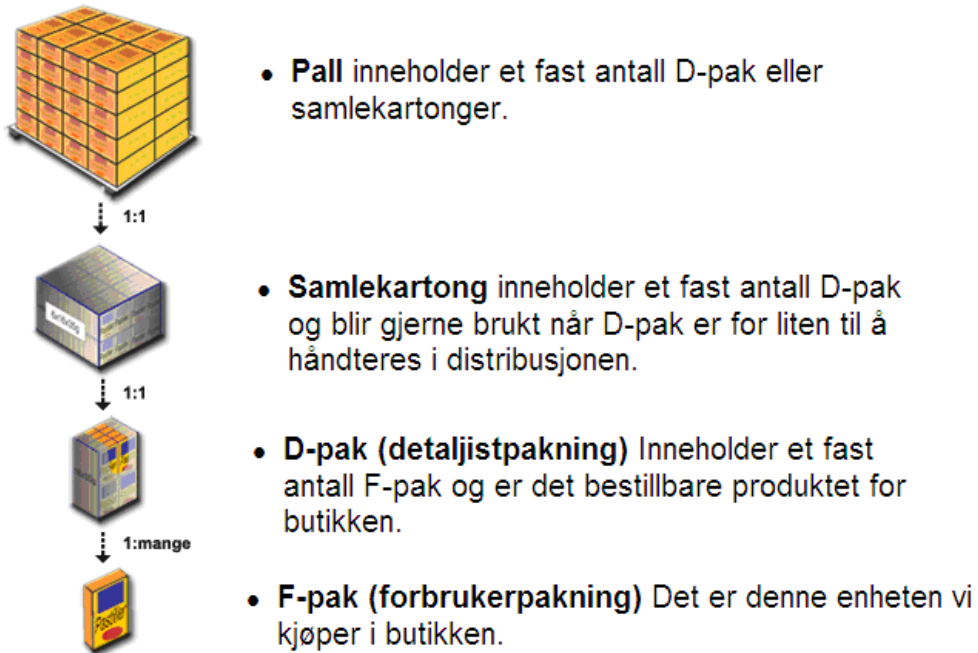 • Pall inneholder et fast antall D-pak eller
samlekartonger.
1:1
• Samlekartong inneholder et fast antall D-pak
og blir gjerne brukt når D-pak er for liten til å
håndteres i distribusjonen.
1:1
• D-pak (detaljistpakning) Inneholder et fast
antall F-pak og er det bestillbare produktet for
butikken.
1:mange
• F-pak (forbrukerpakning) Det er denne enheten vi
kjøper i butikken.
Pastiller